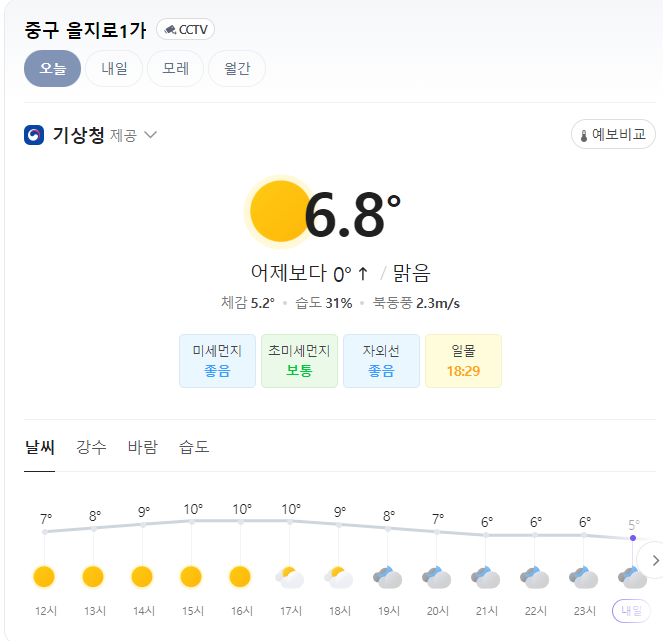 중구 을지로1가 CCTV
오늘 내일 모레 월간
기상청 제공 예보비교
6.8°
어제보다 0° ↑ / 맑음
체감 5.2° • 습도 31% • 북동풍 2.3m/s
미세먼지 초미세먼지 자외선 일몰
좋음 보통 좋음 18:29
날씨 강수 바람 습도
7° 8° 9° 10° 10° 10° 9° 8° 7° 6° 6° 6° 5°
12시 13시 14시 15시 16시 17시 18시 19시 20시 21시 22시 23시 내일